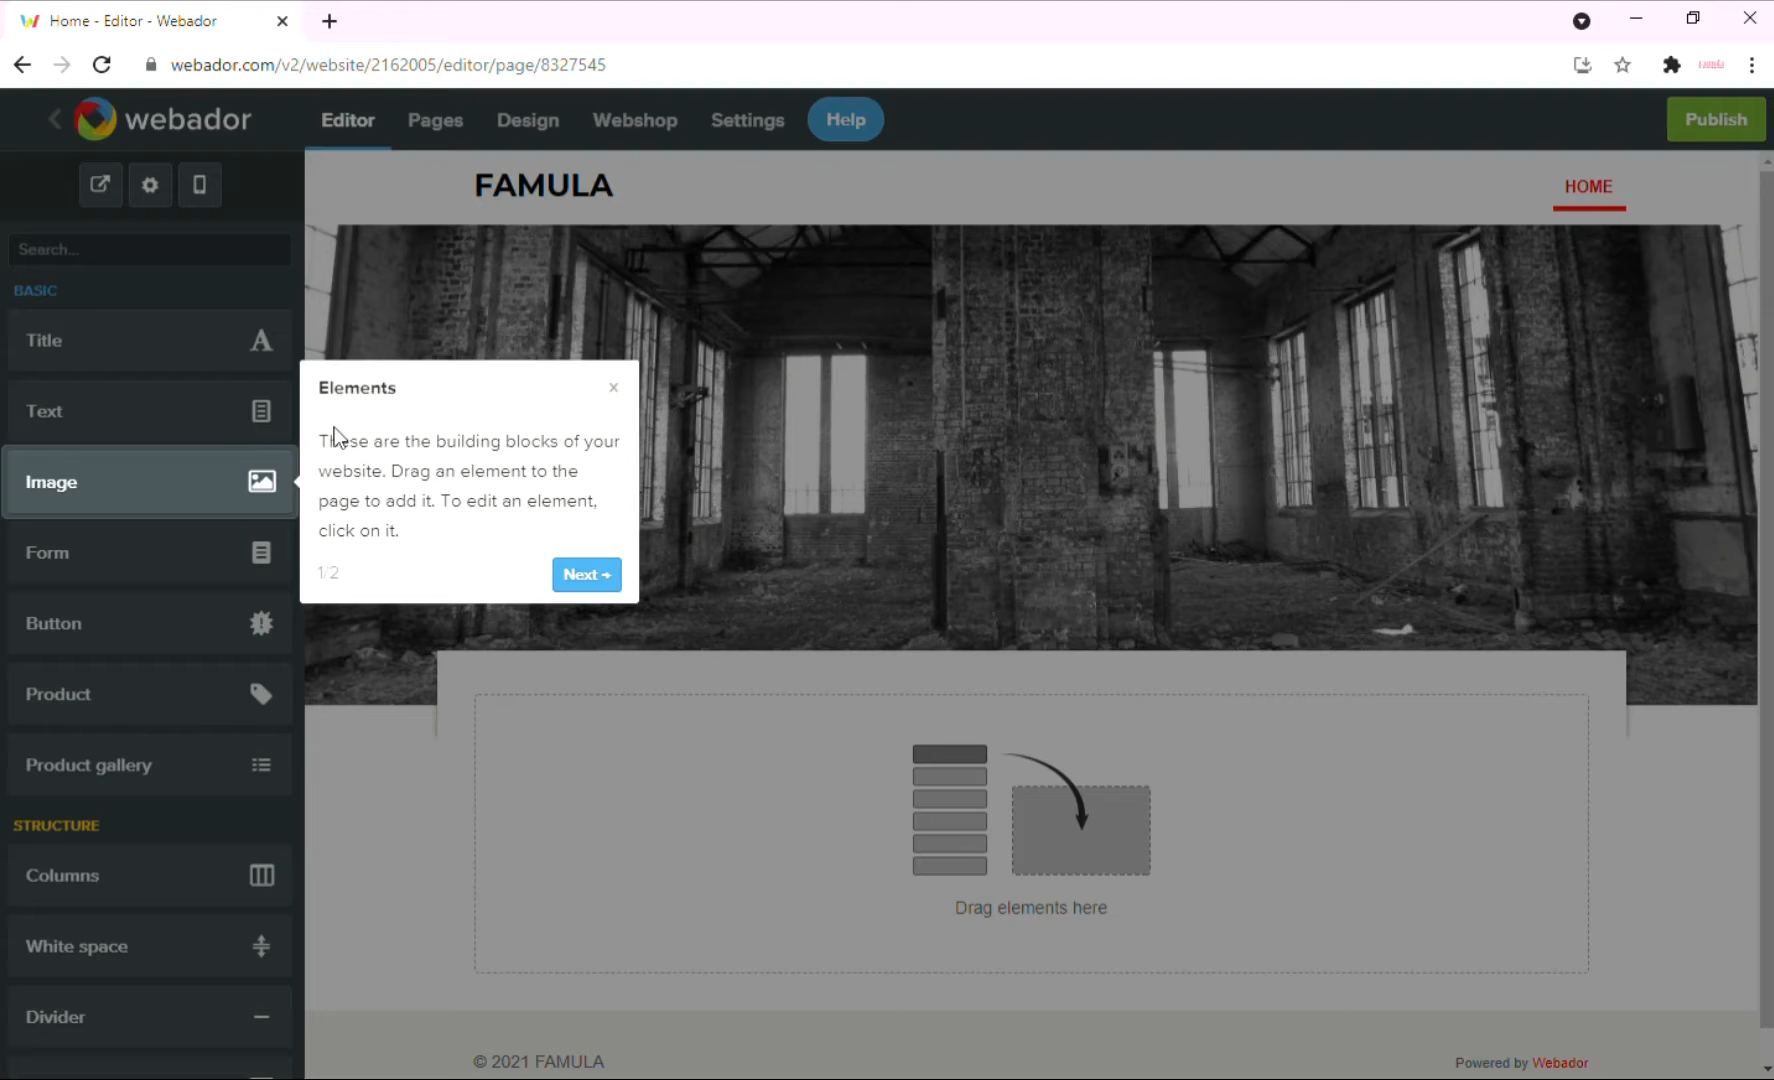 Home - Editor - Webador
webador.com/v2/website/2162005/editor/page/8327545
webador
Editor
Pages
Design
Webshop
Settings
Help
Publish
FAMULA
HOME
Search...
BASIC
Title
Text
Image
Form
Button
Product
Product gallery
STRUCTURE
Columns
White space
Divider
Elements
These are the building blocks of your
website. Drag an element to the
page to add it. To edit an element,
click on it.
1/2
Next
Drag elements here
© 2021 FAMULA
Powered by Webador